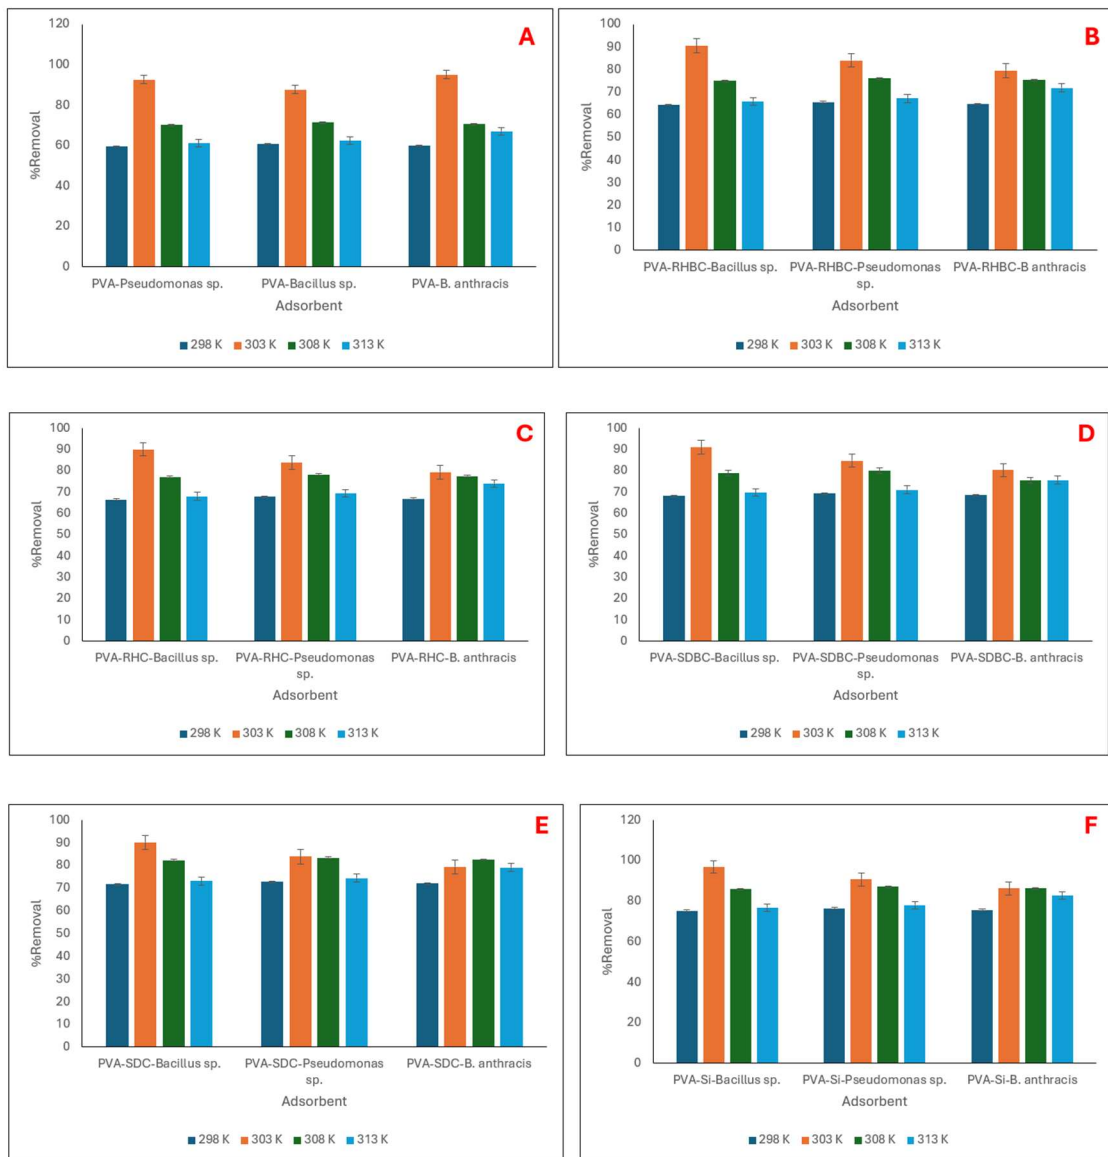 A
%Removal
120
100
80
60
40
20
0
PVA-Pseudomonas sp.
PVA-Bacillus sp.
PVA-B. anthracis
Adsorbent
298 K 303 K 308 K 313 K
B
%Removal
100
90
80
70
60
50
40
30
20
10
0
PVA-RHBC-Bacillus sp.
PVA-RHBC-Pseudomonas
sp.
PVA-RHBC-B anthracis
Adsorbent
298 K 303 K 308 K 313 K
C
%Removal
100
90
80
70
60
50
40
30
20
10
0
PVA-RHC-Bacillus sp.
PVA-RHC-Pseudomonas
sp.
PVA-RHC-B. anthracis
Adsorbent
298 K 303 K 308 K 313 K
D
%Removal
100
90
80
70
60
50
40
30
20
10
0
PVA-SDBC-Bacillus sp.
PVA-SDBC-Pseudomonas
sp.
PVA-SDBC-B. anthracis
Adsorbent
298 K 303 K 308 K 313 K
E
%Removal
100
90
80
70
60
50
40
30
20
10
0
PVA-SDC-Bacillus sp.
PVA-SDC-Pseudomonas
sp.
PVA-SDC-B. anthracis
Adsorbent
298 K 303 K 308 K 313 K
F
%Removal
120
100
80
60
40
20
0
PVA-Si-Bacillus sp.
PVA-Si-Pseudomonas sp.
PVA-Si-B. anthracis
Adsorbent
298 K 303 K 308 K 313 K